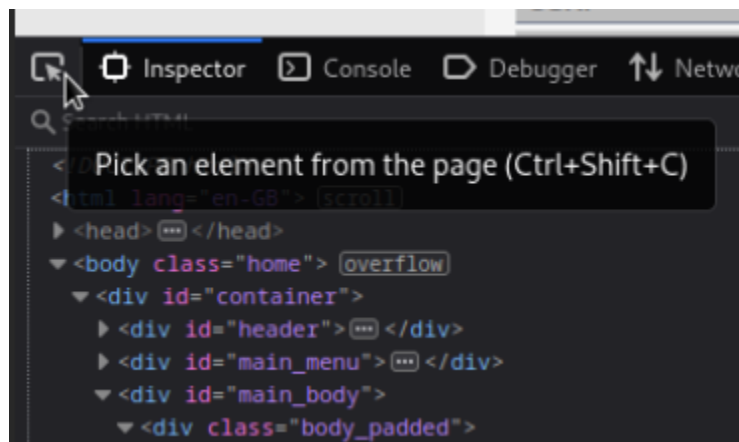 Inspector Console Debugger Netwo
Search HTML
Pick an element from the page (Ctrl+Shift+C)
<html lang="en-GB"> scroll
<head> ... </head>
<body class="home"> overflow
<div id="container">
<div id="header"> ... </div>
<div id="main_menu"> ... </div>
<div id="main_body">
<div class="body_padded">